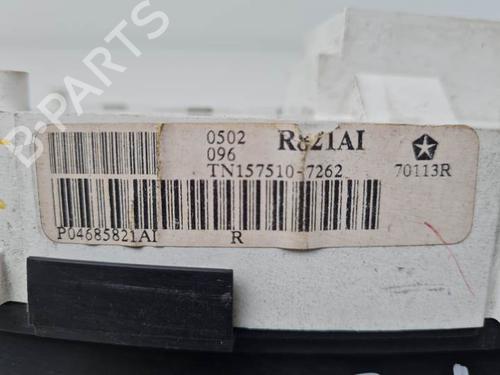 0502 R821AI
096
TN157510-7262 70113R
P04685821AI R
B-PARTS